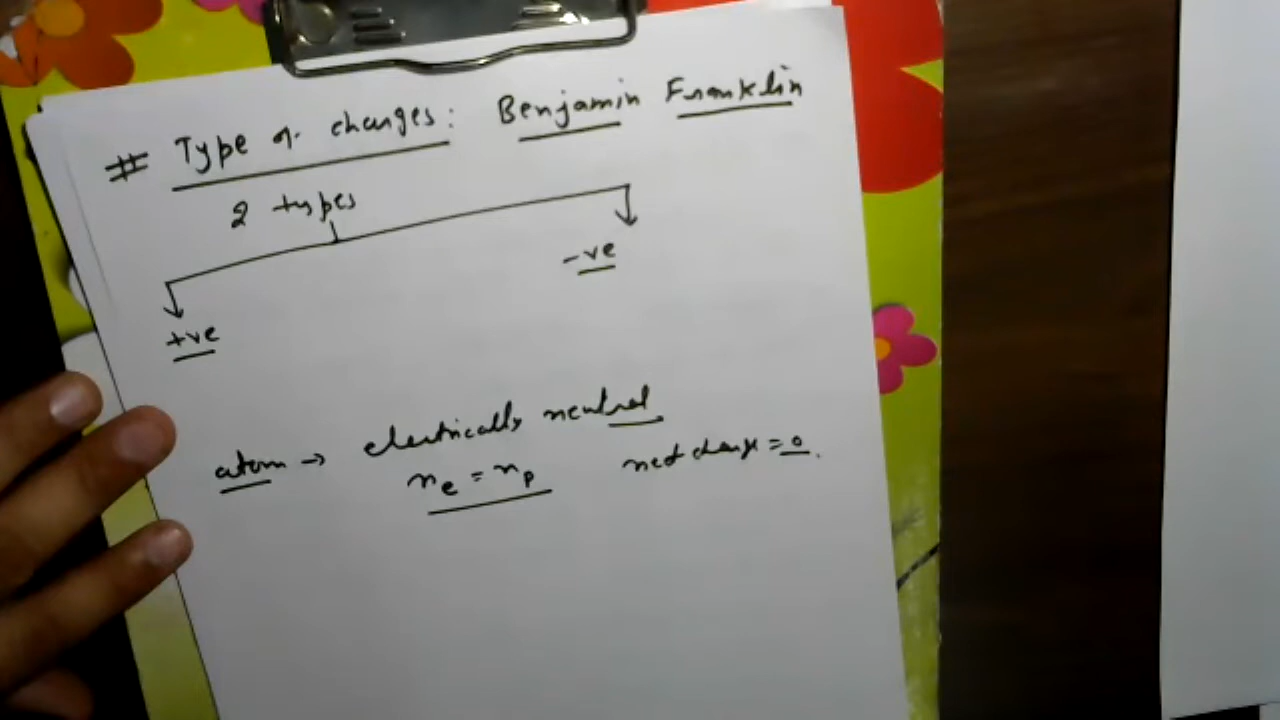 # Type of charges: Benjamin Franklin
2 types
-ve
+ve
atom → electrically neutral
nₑ = nₚ net charge = 0.